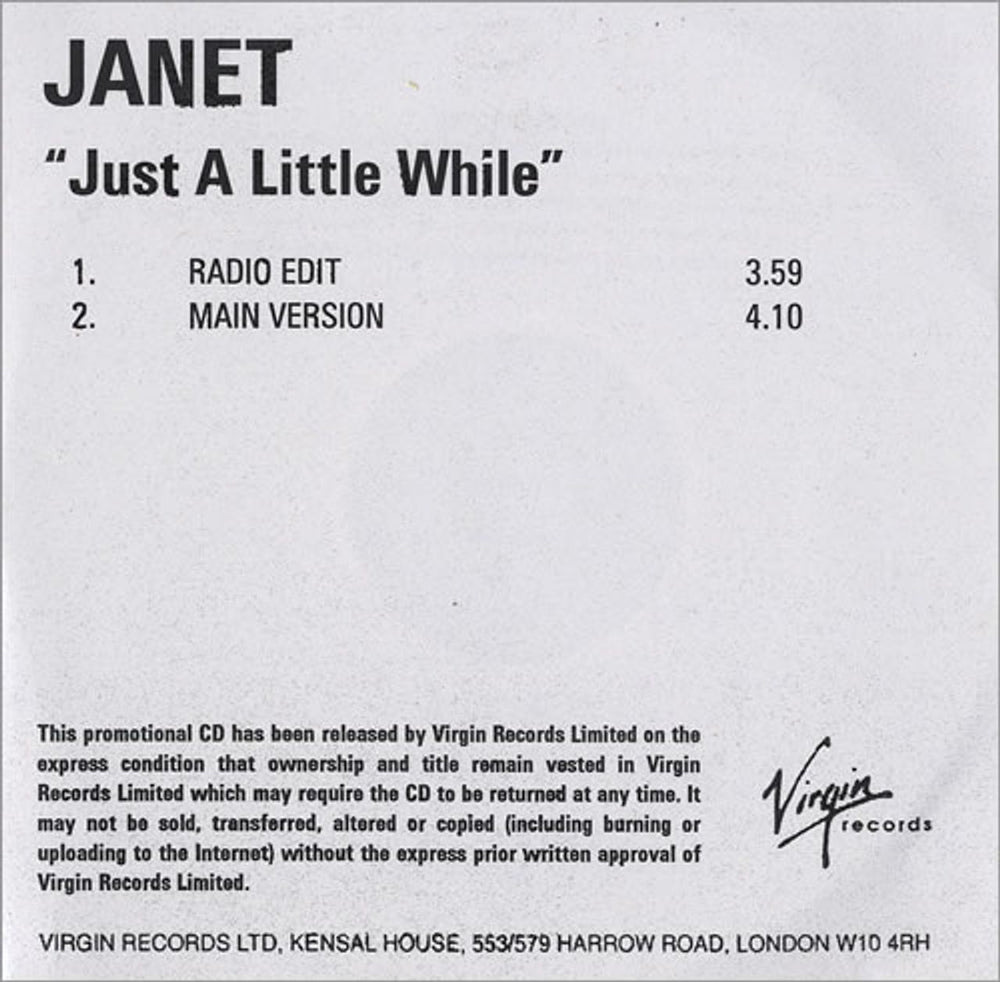 JANET
“Just A Little While”
1. RADIO EDIT 3.59
2. MAIN VERSION 4.10
This promotional CD has been released by Virgin Records Limited on the
express condition that ownership and title remain vested in Virgin
Records Limited which may require the CD to be returned at any time. It
may not be sold, transferred, altered or copied (including burning or
uploading to the Internet) without the express prior written approval of
Virgin Records Limited.
Virgin
records
VIRGIN RECORDS LTD, KENSAL HOUSE, 553/579 HARROW ROAD, LONDON W10 4RH